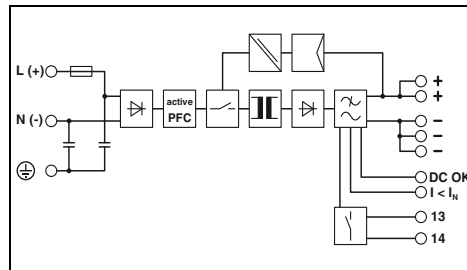 L (+)
+
+
active
PFC
N (-)
–
–
–
DC OK
I < IN
13
14